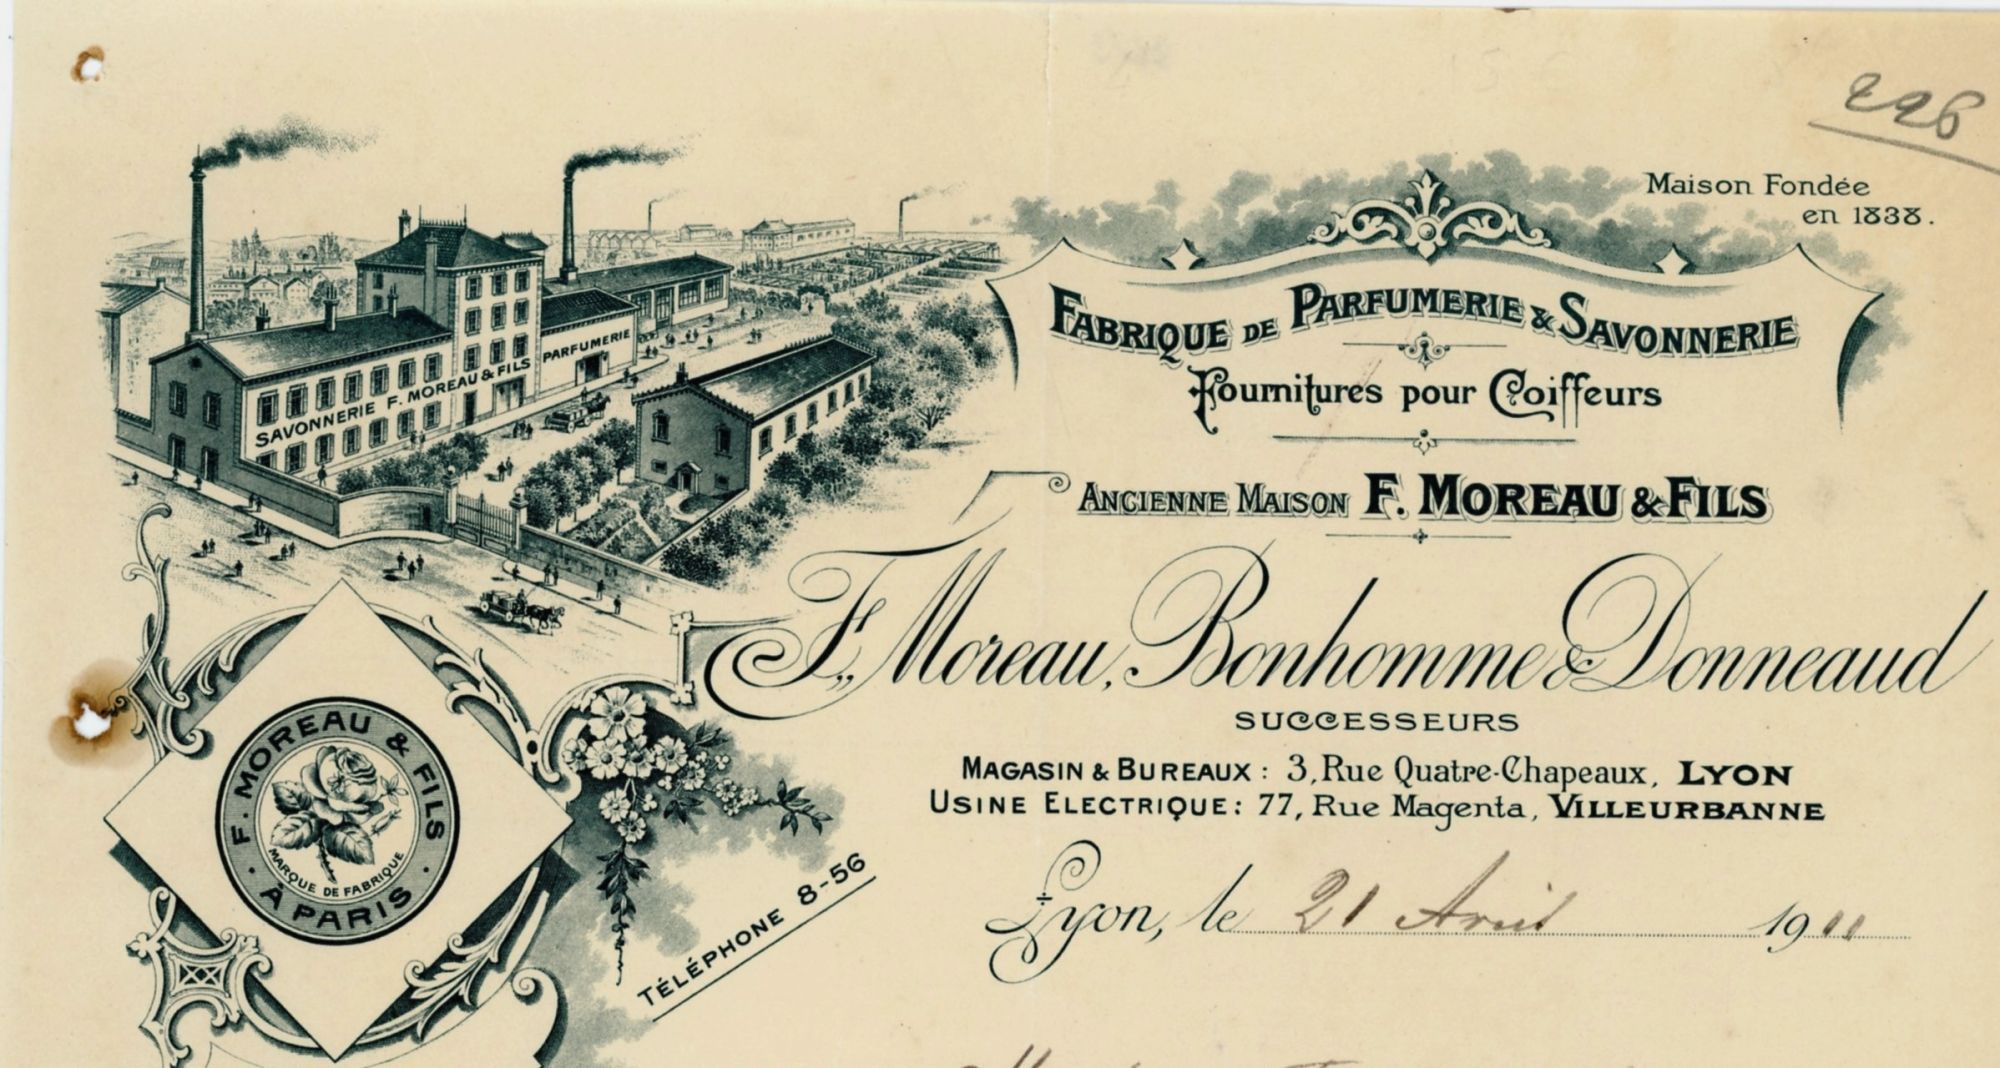 226
Maison Fondée
en 1838.
FABRIQUE DE PARFUMERIE & SAVONNERIE
Fournitures pour Coiffeurs
ANCIENNE MAISON F. MOREAU & FILS
F. Moreau, Bonhomme & Donneaud
SUCCESSEURS
MAGASIN & BUREAUX : 3, Rue Quatre-Chapeaux, LYON
USINE ELECTRIQUE : 77, Rue Magenta, VILLEURBANNE
Lyon, le 21 Avril 1911
SAVONNERIE F. MOREAU & FILS PARFUMERIE
F. MOREAU & FILS
MARQUE DE FABRIQUE
· À PARIS ·
TÉLÉPHONE 8-56